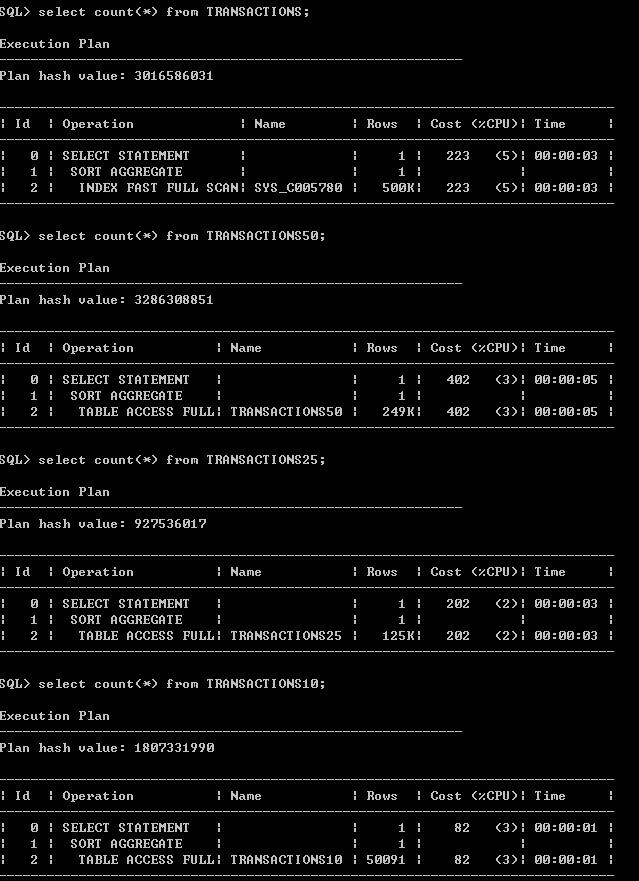 SQL> select count(*) from TRANSACTIONS;
Execution Plan
----------------------------------------------------------
Plan hash value: 3016586031
-----------------------------------------------------------------------------
| Id  | Operation             | Name        | Rows  | Cost (%CPU)| Time     |
-----------------------------------------------------------------------------
|   0 | SELECT STATEMENT      |             |     1 |   223   (5)| 00:00:03 |
|   1 |  SORT AGGREGATE       |             |     1 |            |          |
|   2 |   INDEX FAST FULL SCAN| SYS_C005780 |   500K|   223   (5)| 00:00:03 |
-----------------------------------------------------------------------------
SQL> select count(*) from TRANSACTIONS50;
Execution Plan
----------------------------------------------------------
Plan hash value: 3286308851
-----------------------------------------------------------------------------
| Id  | Operation          | Name           | Rows  | Cost (%CPU)| Time     |
-----------------------------------------------------------------------------
|   0 | SELECT STATEMENT   |                |     1 |   402   (3)| 00:00:05 |
|   1 |  SORT AGGREGATE    |                |     1 |            |          |
|   2 |   TABLE ACCESS FULL| TRANSACTIONS50 |   249K|   402   (3)| 00:00:05 |
-----------------------------------------------------------------------------
SQL> select count(*) from TRANSACTIONS25;
Execution Plan
----------------------------------------------------------
Plan hash value: 927536017
-----------------------------------------------------------------------------
| Id  | Operation          | Name           | Rows  | Cost (%CPU)| Time     |
-----------------------------------------------------------------------------
|   0 | SELECT STATEMENT   |                |     1 |   202   (2)| 00:00:03 |
|   1 |  SORT AGGREGATE    |                |     1 |            |          |
|   2 |   TABLE ACCESS FULL| TRANSACTIONS25 |   125K|   202   (2)| 00:00:03 |
-----------------------------------------------------------------------------
SQL> select count(*) from TRANSACTIONS10;
Execution Plan
----------------------------------------------------------
Plan hash value: 1807331990
-----------------------------------------------------------------------------
| Id  | Operation          | Name           | Rows  | Cost (%CPU)| Time     |
-----------------------------------------------------------------------------
|   0 | SELECT STATEMENT   |                |     1 |    82   (3)| 00:00:01 |
|   1 |  SORT AGGREGATE    |                |     1 |            |          |
|   2 |   TABLE ACCESS FULL| TRANSACTIONS10 | 50091 |    82   (3)| 00:00:01 |
-----------------------------------------------------------------------------